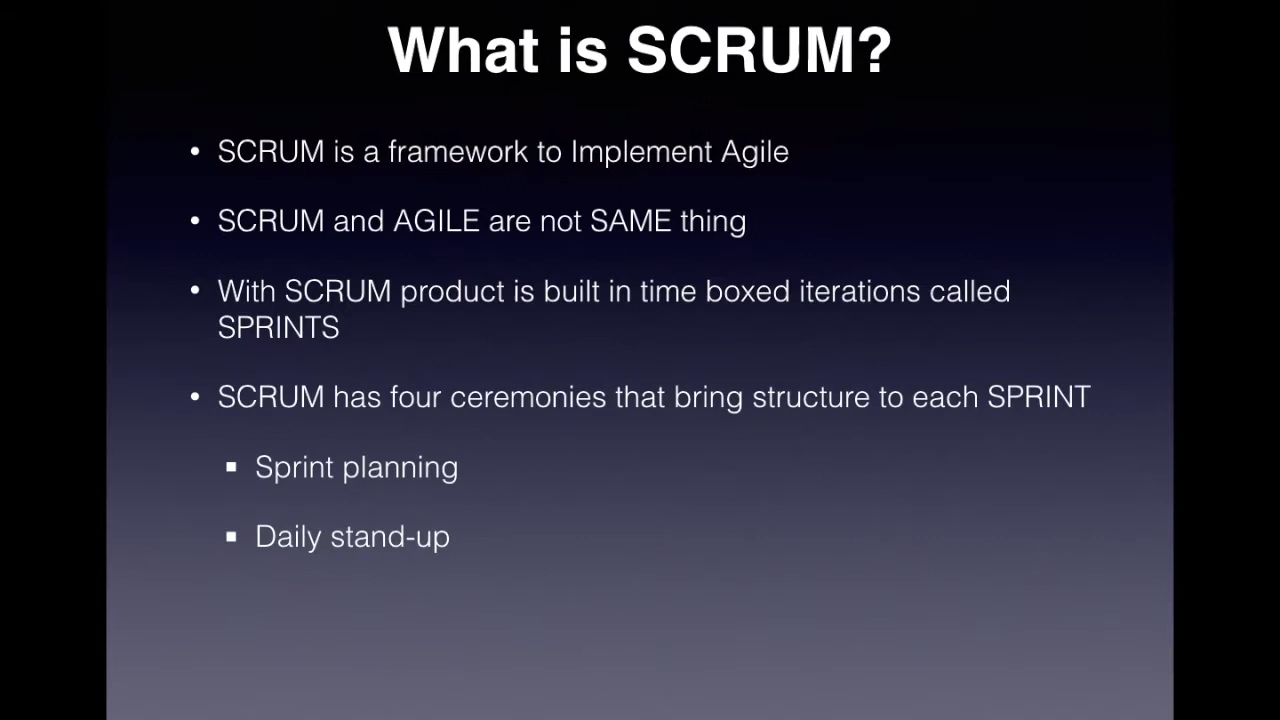 What is SCRUM?
• SCRUM is a framework to Implement Agile
• SCRUM and AGILE are not SAME thing
• With SCRUM product is built in time boxed iterations called
SPRINTS
• SCRUM has four ceremonies that bring structure to each SPRINT
▪ Sprint planning
▪ Daily stand-up